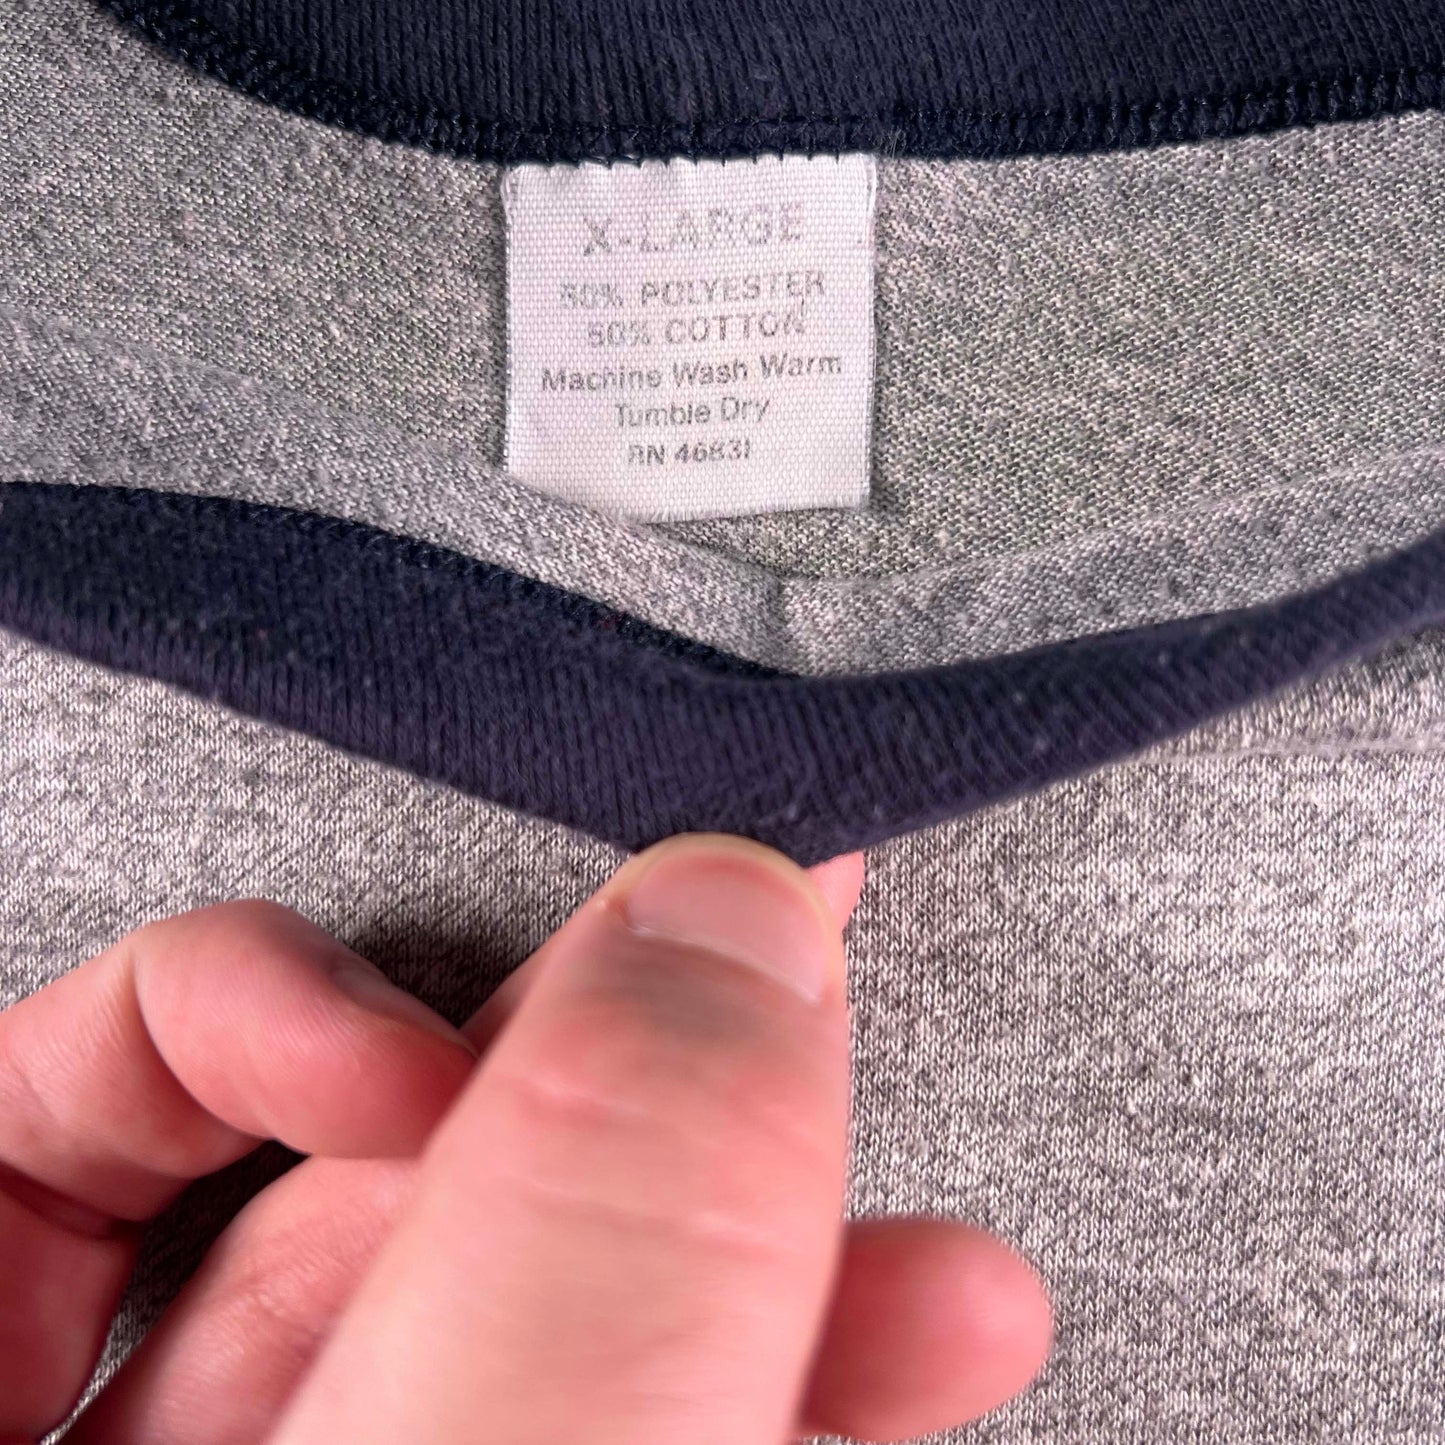 X-LARGE
50% POLYESTER
50% COTTON
Machine Wash Warm
Tumble Dry
RN 46831